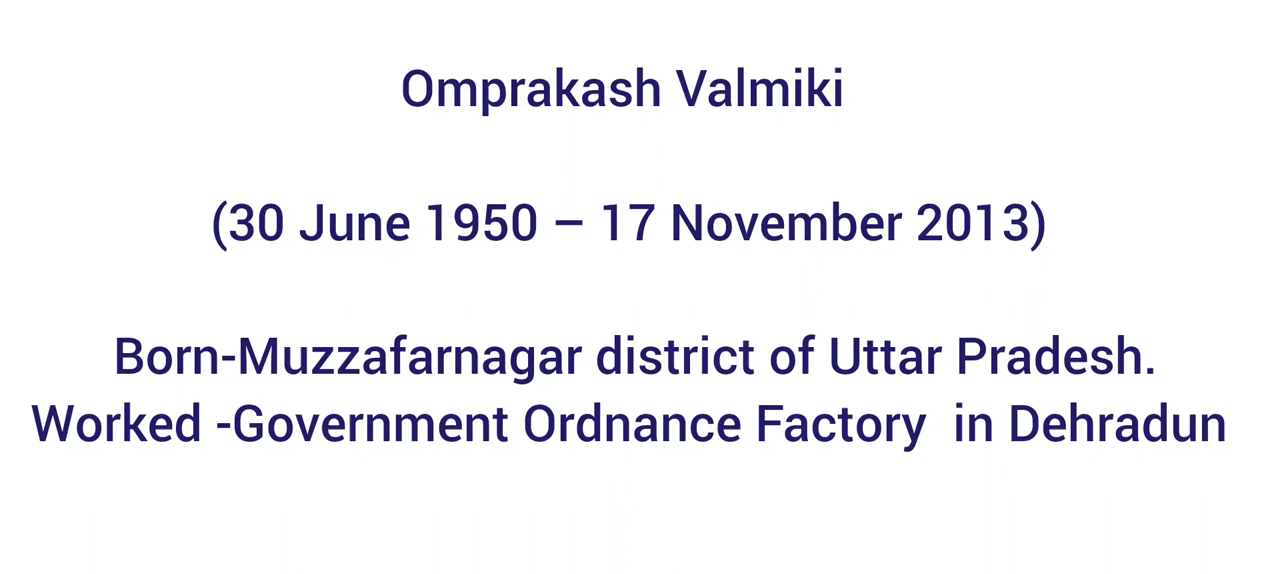 Omprakash Valmiki
(30 June 1950 – 17 November 2013)
Born-Muzzafarnagar district of Uttar Pradesh.
Worked -Government Ordnance Factory  in Dehradun